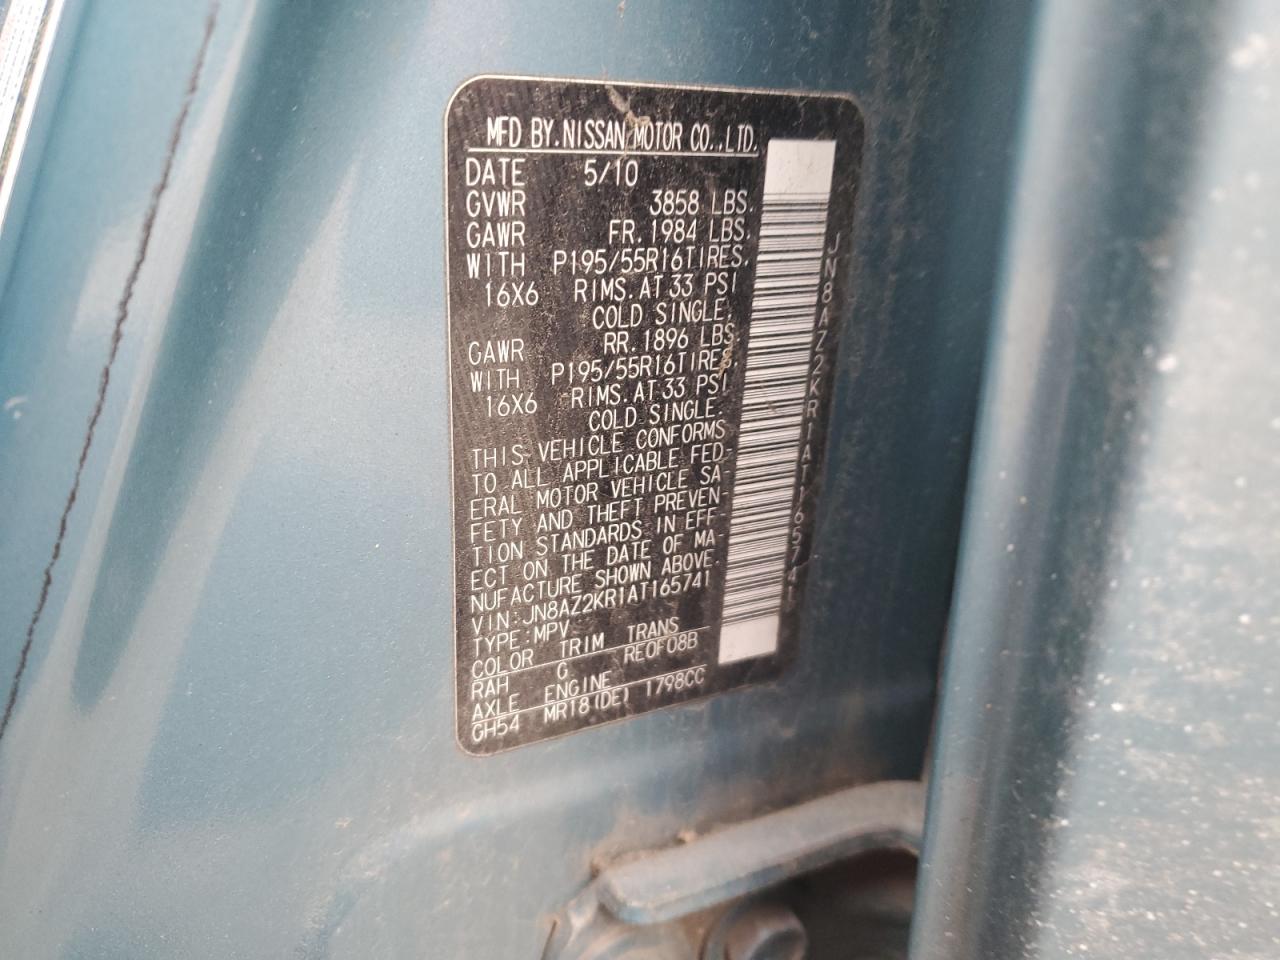 MFD BY.NISSAN MOTOR CO.,LTD.
DATE 5/10
GVWR 3858 LBS.
GAWR FR. 1984 LBS.
WITH P195/55R16TIRES,
16X6 RIMS.AT 33 PSI
COLD SINGLE.
GAWR RR. 1896 LBS
WITH P195/55R16TIRES
16X6 RIMS.AT 33 PSI
COLD SINGLE.
THIS VEHICLE CONFORMS
TO ALL APPLICABLE FED-
ERAL MOTOR VEHICLE SA-
FETY AND THEFT PREVEN-
TION STANDARDS IN EFF-
ECT ON THE DATE OF MA-
NUFACTURE SHOWN ABOVE.
VIN:JN8AZ2KR1AT165741
TYPE:MPV
COLOR TRIM TRANS
RAH G RE0F08B
AXLE ENGINE
GH54 MR18(DE) 1798CC
JN8AZ2KR1AT165741